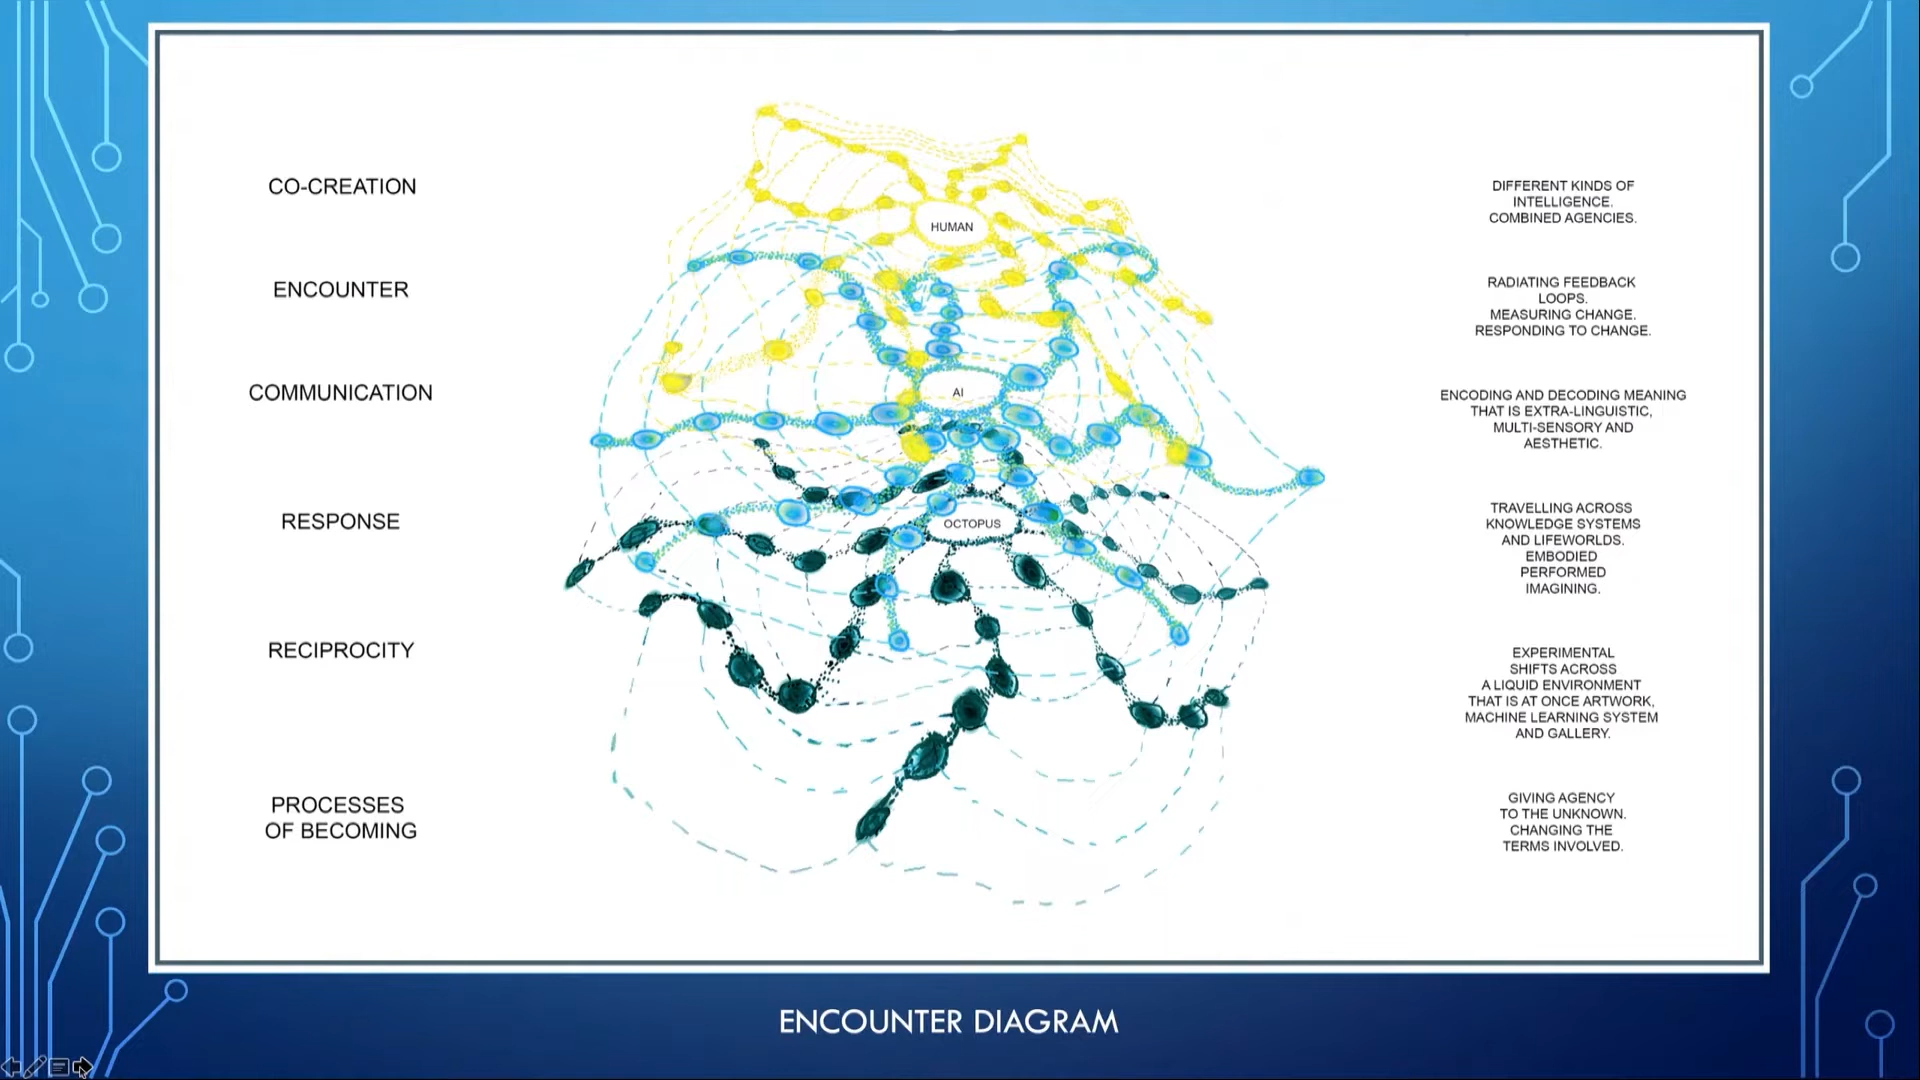 CO-CREATION
DIFFERENT KINDS OF
INTELLIGENCE.
COMBINED AGENCIES.
HUMAN
ENCOUNTER
RADIATING FEEDBACK
LOOPS.
MEASURING CHANGE.
RESPONDING TO CHANGE.
COMMUNICATION
AI
ENCODING AND DECODING MEANING
THAT IS EXTRA-LINGUISTIC,
MULTI-SENSORY AND
AESTHETIC.
RESPONSE
OCTOPUS
TRAVELLING ACROSS
KNOWLEDGE SYSTEMS
AND LIFEWORLDS.
EMBODIED
PERFORMED
IMAGINING.
RECIPROCITY
EXPERIMENTAL
SHIFTS ACROSS
A LIQUID ENVIRONMENT
THAT IS AT ONCE ARTWORK,
MACHINE LEARNING SYSTEM
AND GALLERY.
PROCESSES
OF BECOMING
GIVING AGENCY
TO THE UNKNOWN.
CHANGING THE
TERMS INVOLVED.
ENCOUNTER DIAGRAM